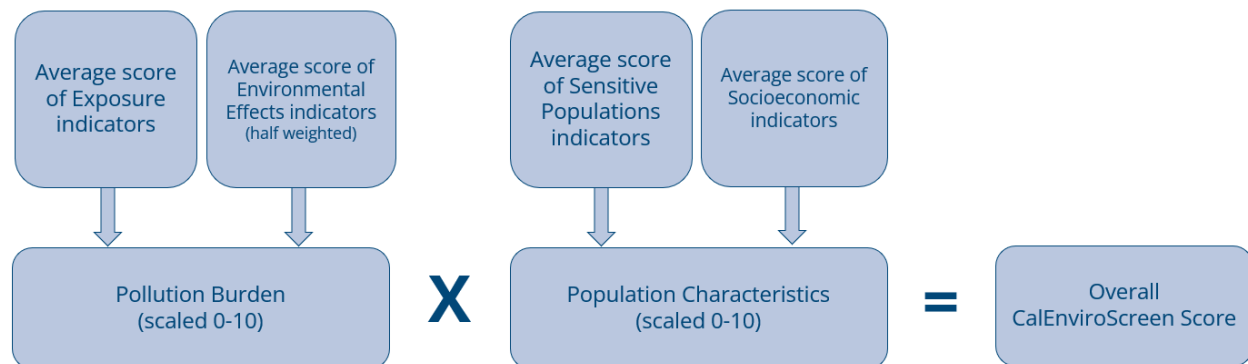 Average score
of Exposure
indicators
Average score of
Environmental
Effects indicators
(half weighted)
Average score
of Sensitive
Populations
indicators
Average score of
Socioeconomic
indicators
Pollution Burden
(scaled 0-10)
X
Population Characteristics
(scaled 0-10)
=
Overall
CalEnviroScreen Score